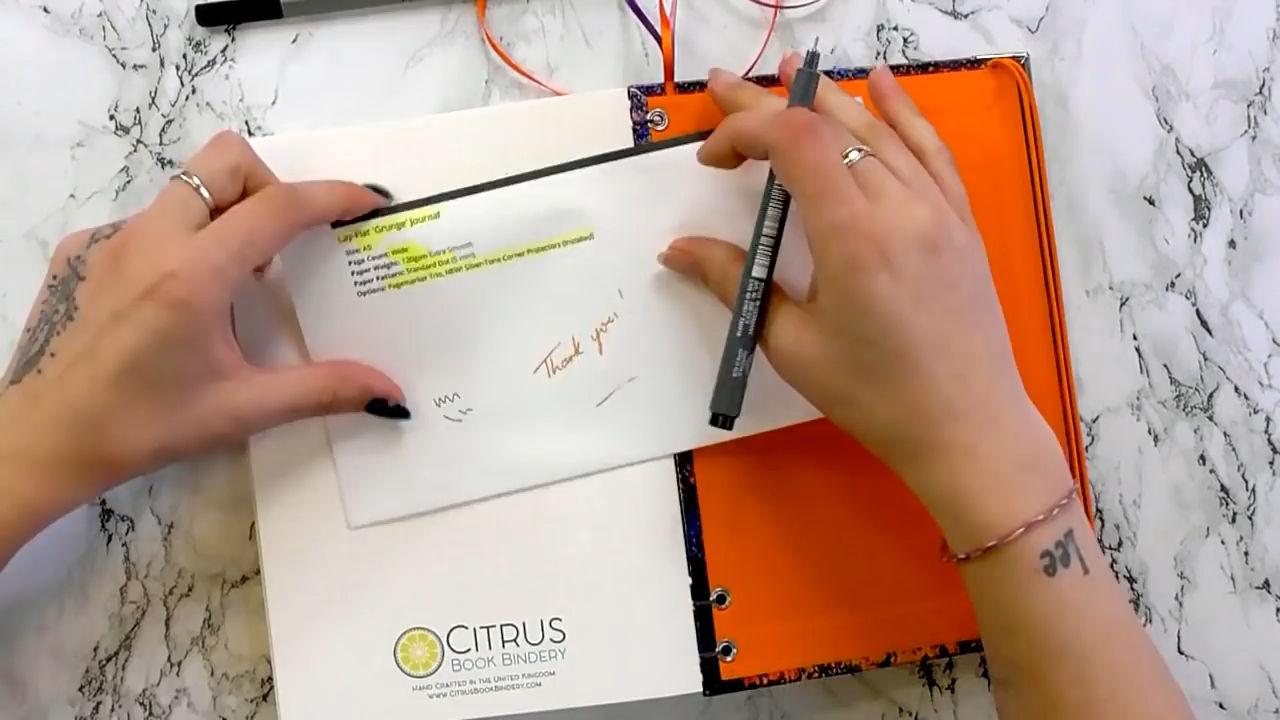 Lay-Flat 'Grunge' Journal
Size: A5
Page Count: Wide
Paper Weight: 120gsm Extra Smooth
Paper Pattern: Standard Dot (5 mm)
Options: Pagemarker Trio, NEW! Silver-Tone Corner Protectors (Installed)
Thank you!
Lee
CITRUS
BOOK BINDERY
HAND CRAFTED IN THE UNITED KINGDOM
WWW.CITRUSBOOKBINDERY.COM